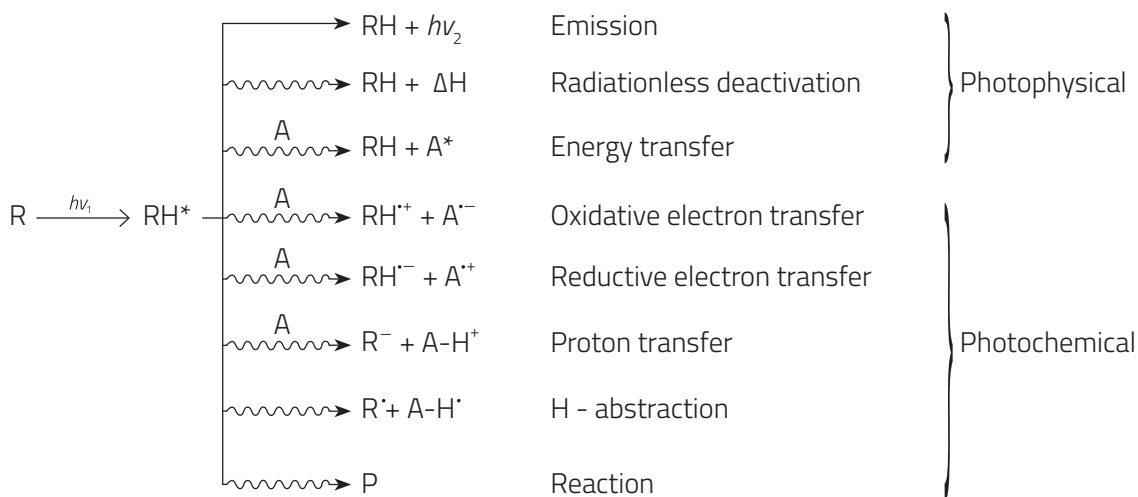 RH + hν₂ Emission
RH + ΔH Radiationless deactivation
Photophysical
A
RH + A* Energy transfer
R hν₁ RH* A RH•⁺ + A•⁻ Oxidative electron transfer
A
RH•⁻ + A•⁺ Reductive electron transfer
A
R⁻ + A-H⁺ Proton transfer
Photochemical
R•+ A-H• H - abstraction
P Reaction